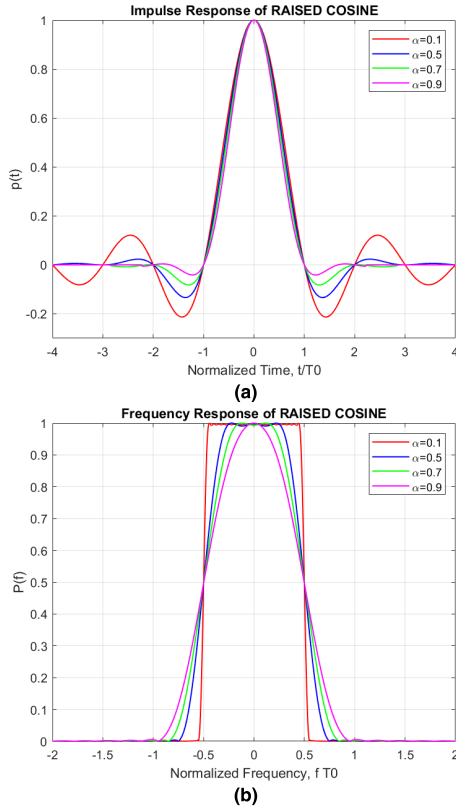 Impulse Response of RAISED COSINE
1
α=0.1
α=0.5
0.8
α=0.7
α=0.9
0.6
p(t)
0.4
0.2
0
-0.2
-4 -3 -2 -1 0 1 2 3 4
Normalized Time, t/T0
(a)
Frequency Response of RAISED COSINE
1
α=0.1
0.9
α=0.5
α=0.7
0.8
α=0.9
0.7
0.6
P(f)
0.5
0.4
0.3
0.2
0.1
0
-2 -1.5 -1 -0.5 0 0.5 1 1.5 2
Normalized Frequency, f T0
(b)